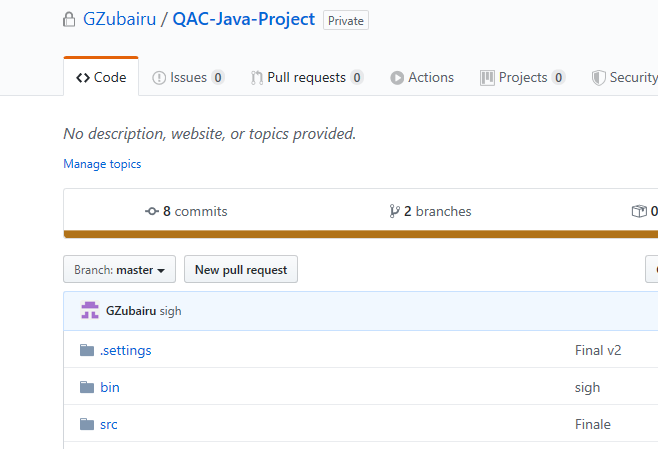 GZubairu / QAC-Java-Project Private
Code Issues 0 Pull requests 0 Actions Projects 0 Security
No description, website, or topics provided.
Manage topics
8 commits 2 branches 0
Branch: master New pull request
GZubairu sigh
.settings Final v2
bin sigh
src Finale